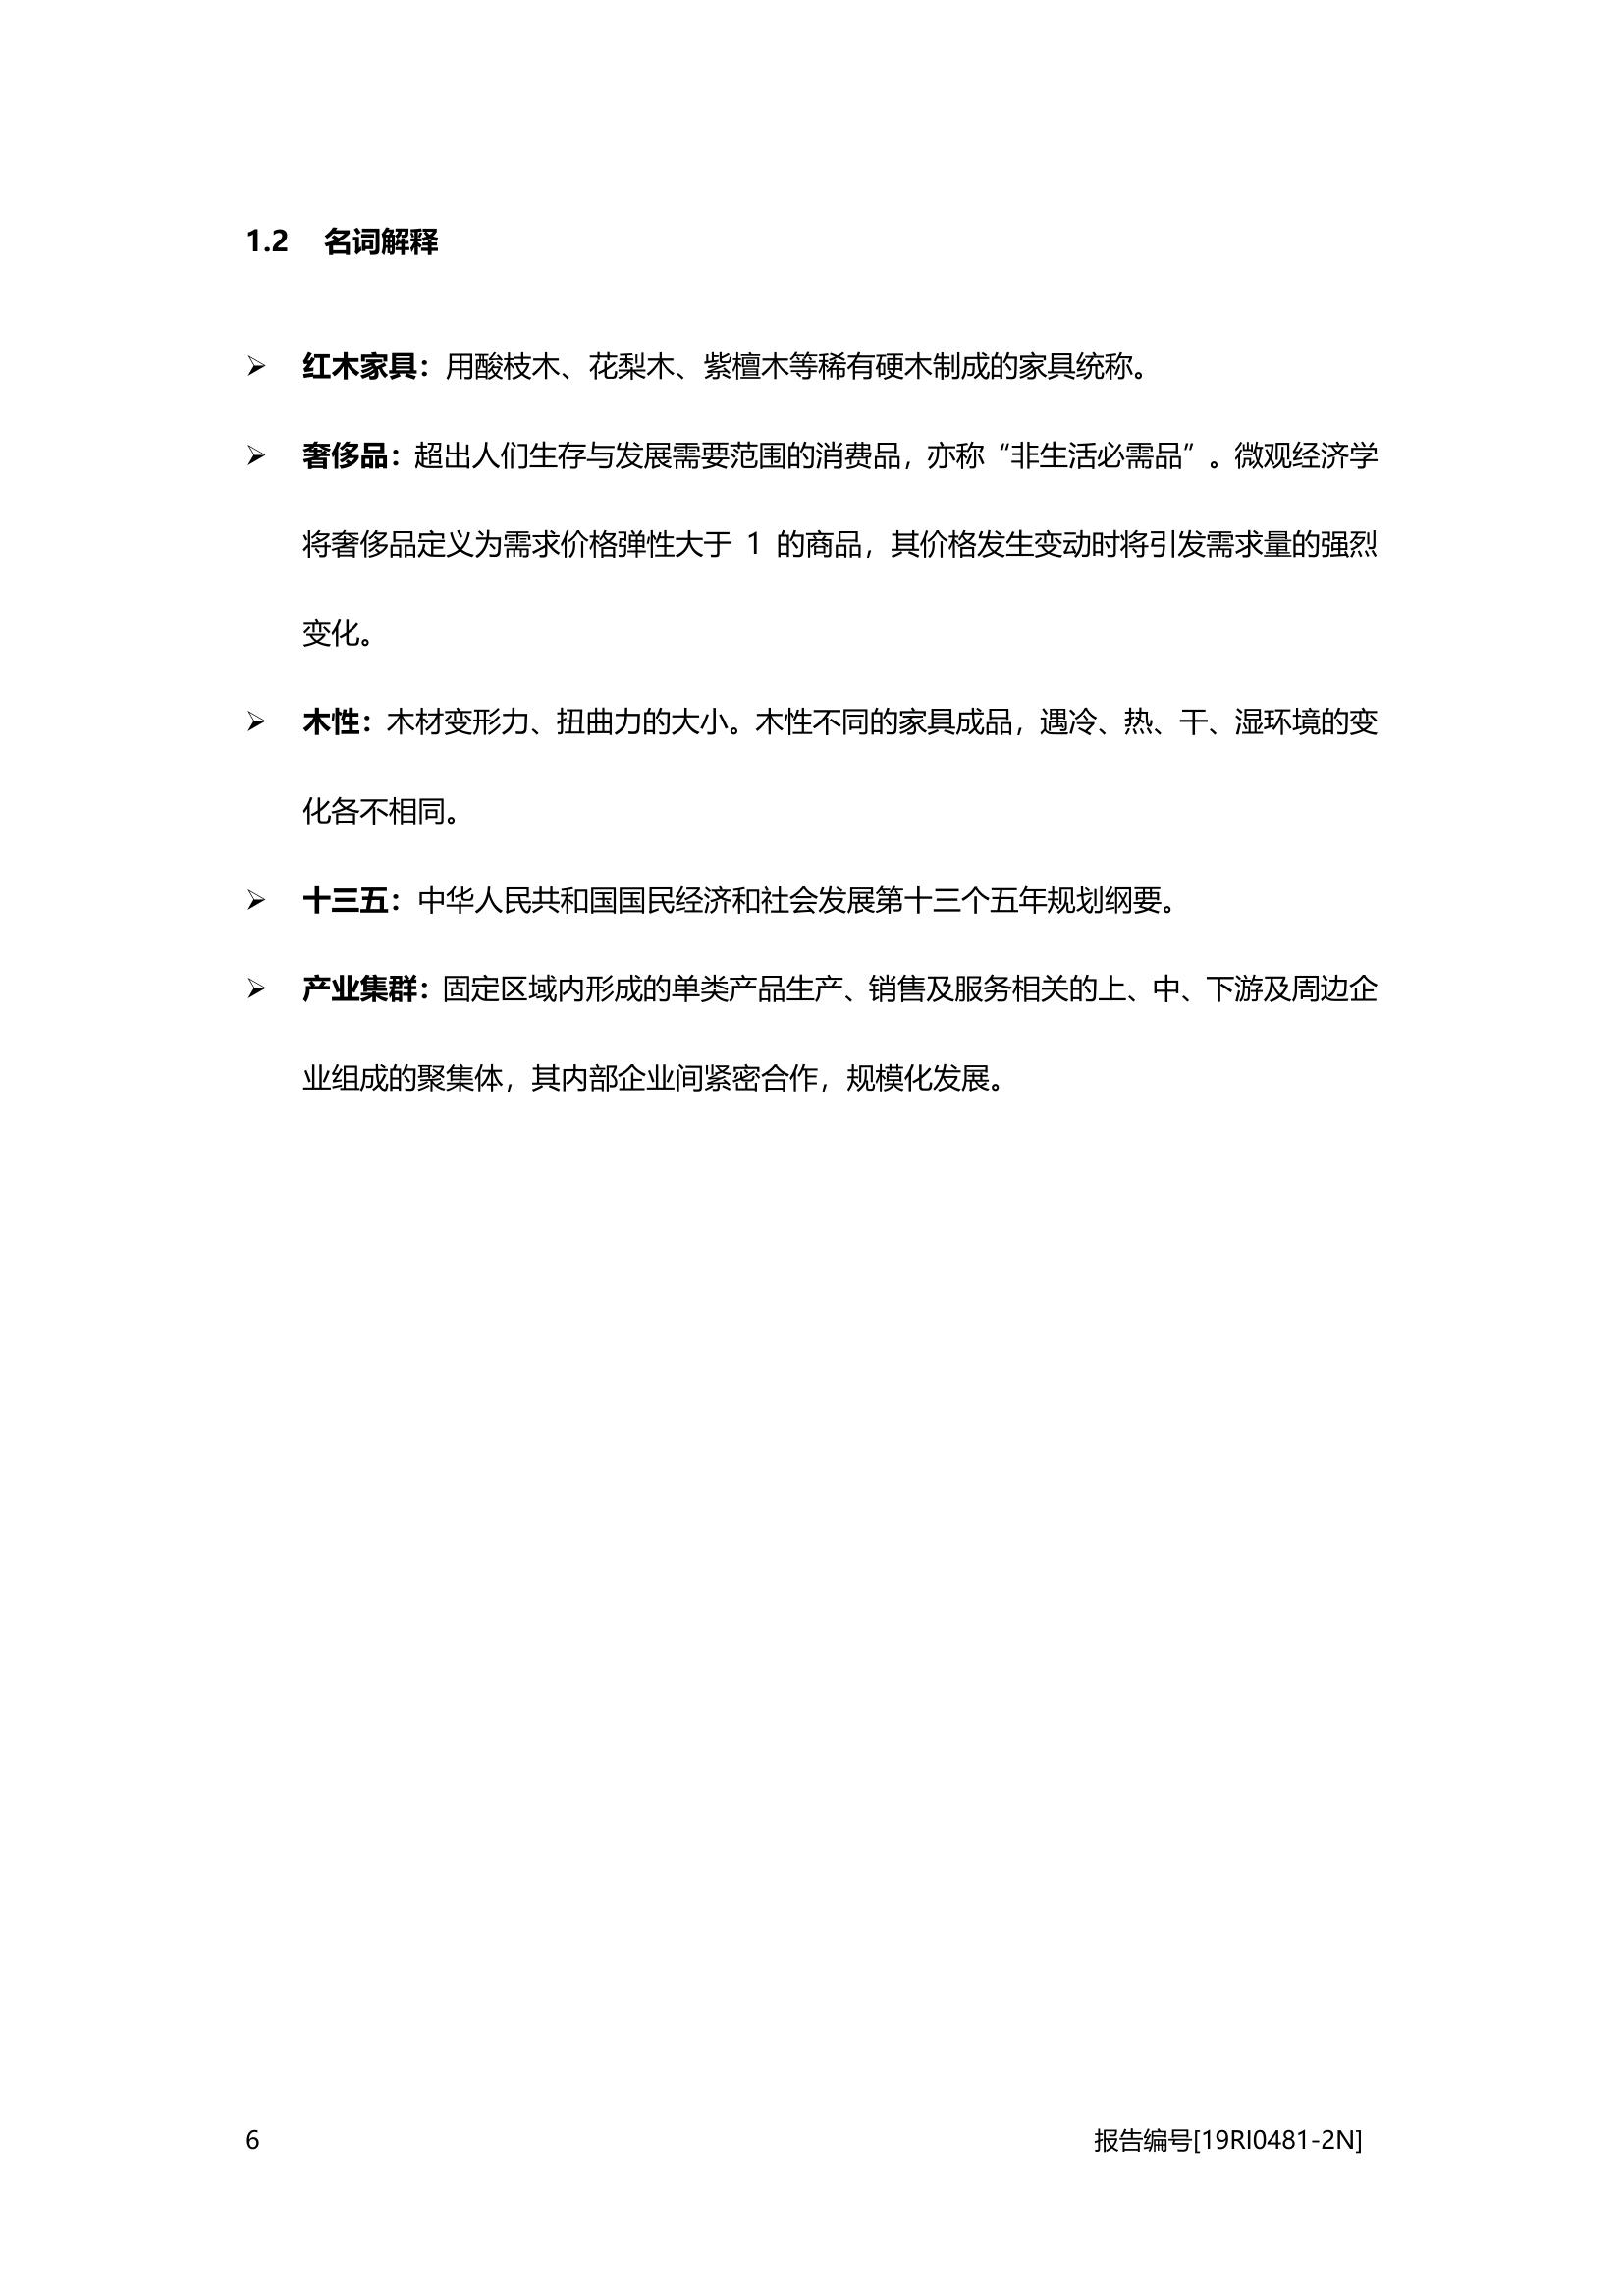 1.2 名词解释
➢ 红木家具：用酸枝木、花梨木、紫檀木等稀有硬木制成的家具统称。
➢ 奢侈品：超出人们生存与发展需要范围的消费品，亦称“非生活必需品”。微观经济学
将奢侈品定义为需求价格弹性大于 1 的商品，其价格发生变动时将引发需求量的强烈
变化。
➢ 木性：木材变形力、扭曲力的大小。木性不同的家具成品，遇冷、热、干、湿环境的变
化各不相同。
➢ 十三五：中华人民共和国国民经济和社会发展第十三个五年规划纲要。
➢ 产业集群：固定区域内形成的单类产品生产、销售及服务相关的上、中、下游及周边企
业组成的聚集体，其内部企业间紧密合作，规模化发展。
6 报告编号[19RI0481-2N]